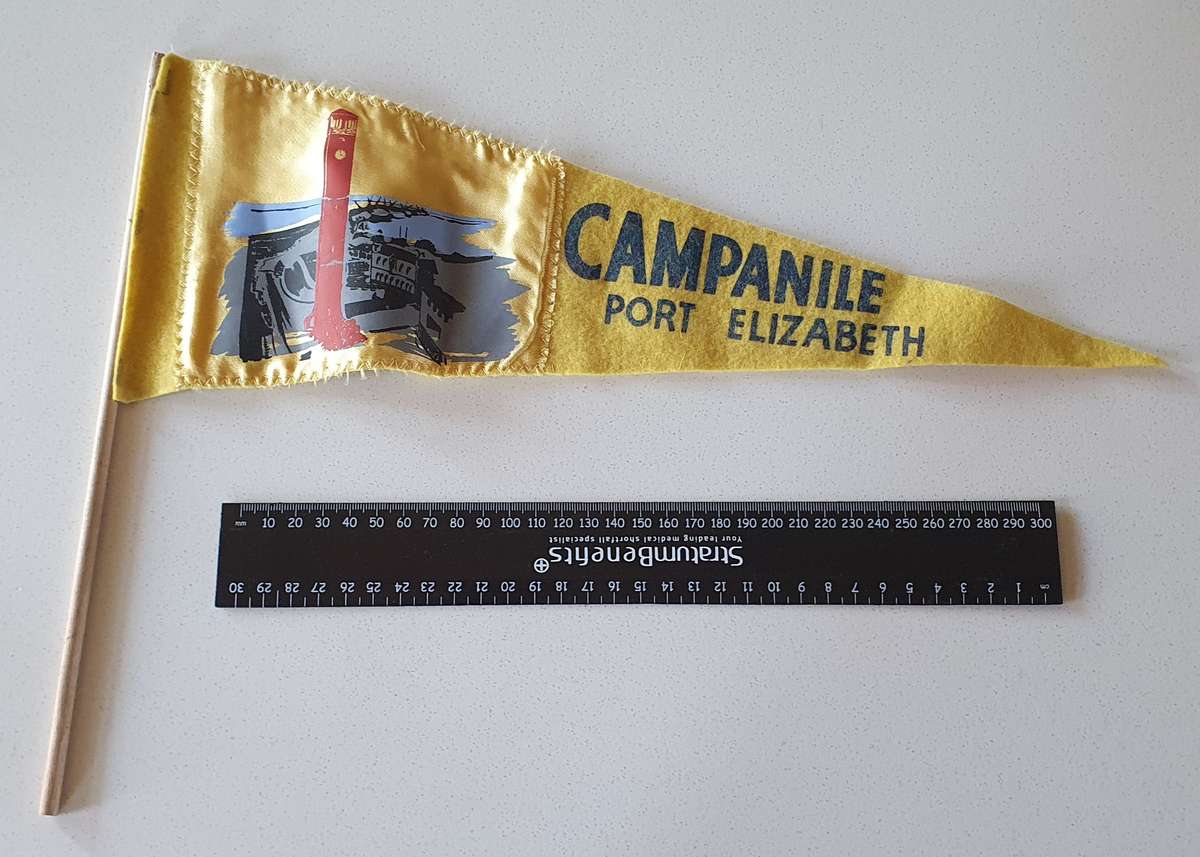 CAMPANILE
PORT ELIZABETH
mm 10 20 30 40 50 60 70 80 90 100 110 120 130 140 150 160 170 180 190 200 210 220 230 240 250 260 270 280 290 300
StratumBenefits
Your leading medical shortfall specialist
cm 1 2 3 4 5 6 7 8 9 10 11 12 13 14 15 16 17 18 19 20 21 22 23 24 25 26 27 28 29 30